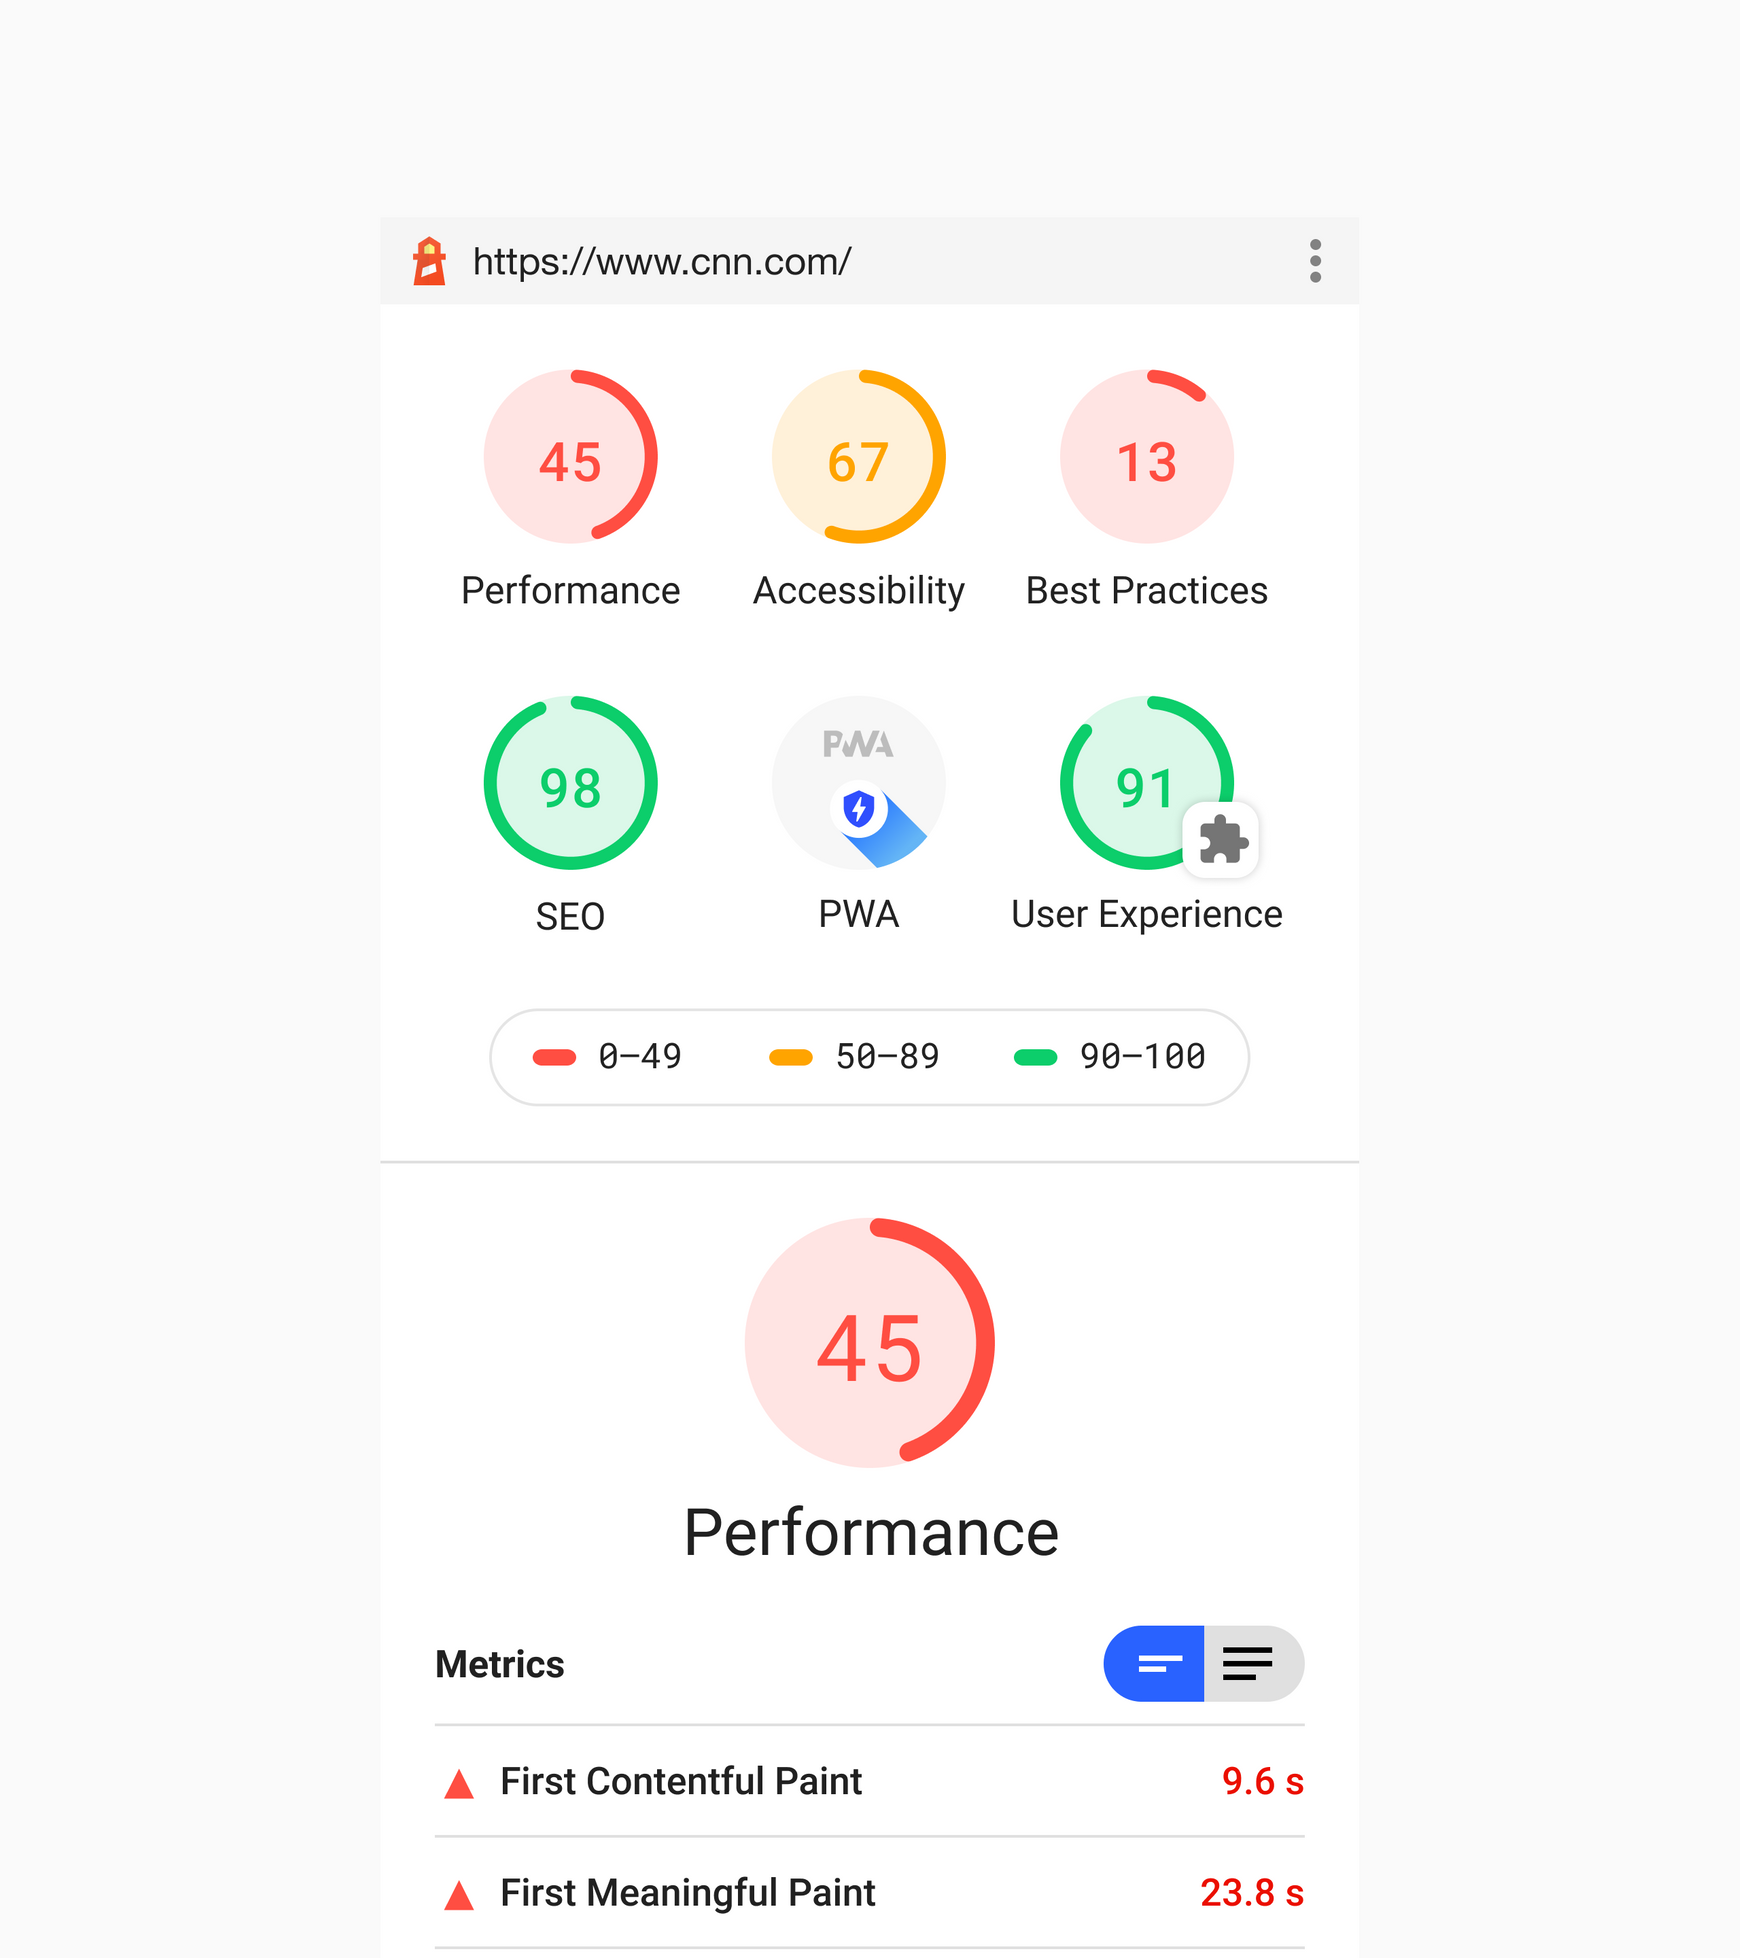 https://www.cnn.com/
45 67 13
Performance Accessibility Best Practices
98 PWA 91
SEO PWA User Experience
0–49 50–89 90–100
45
Performance
Metrics
First Contentful Paint 9.6 s
First Meaningful Paint 23.8 s